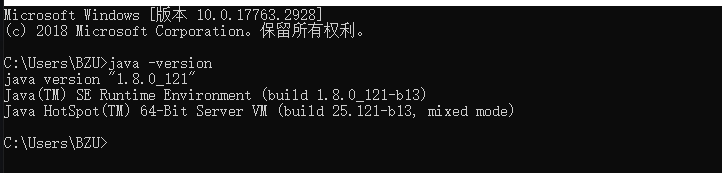 Microsoft Windows [版本 10.0.17763.2928]
(c) 2018 Microsoft Corporation。保留所有权利。
C:\Users\BZU>java -version
java version "1.8.0_121"
Java(TM) SE Runtime Environment (build 1.8.0_121-b13)
Java HotSpot(TM) 64-Bit Server VM (build 25.121-b13, mixed mode)
C:\Users\BZU>